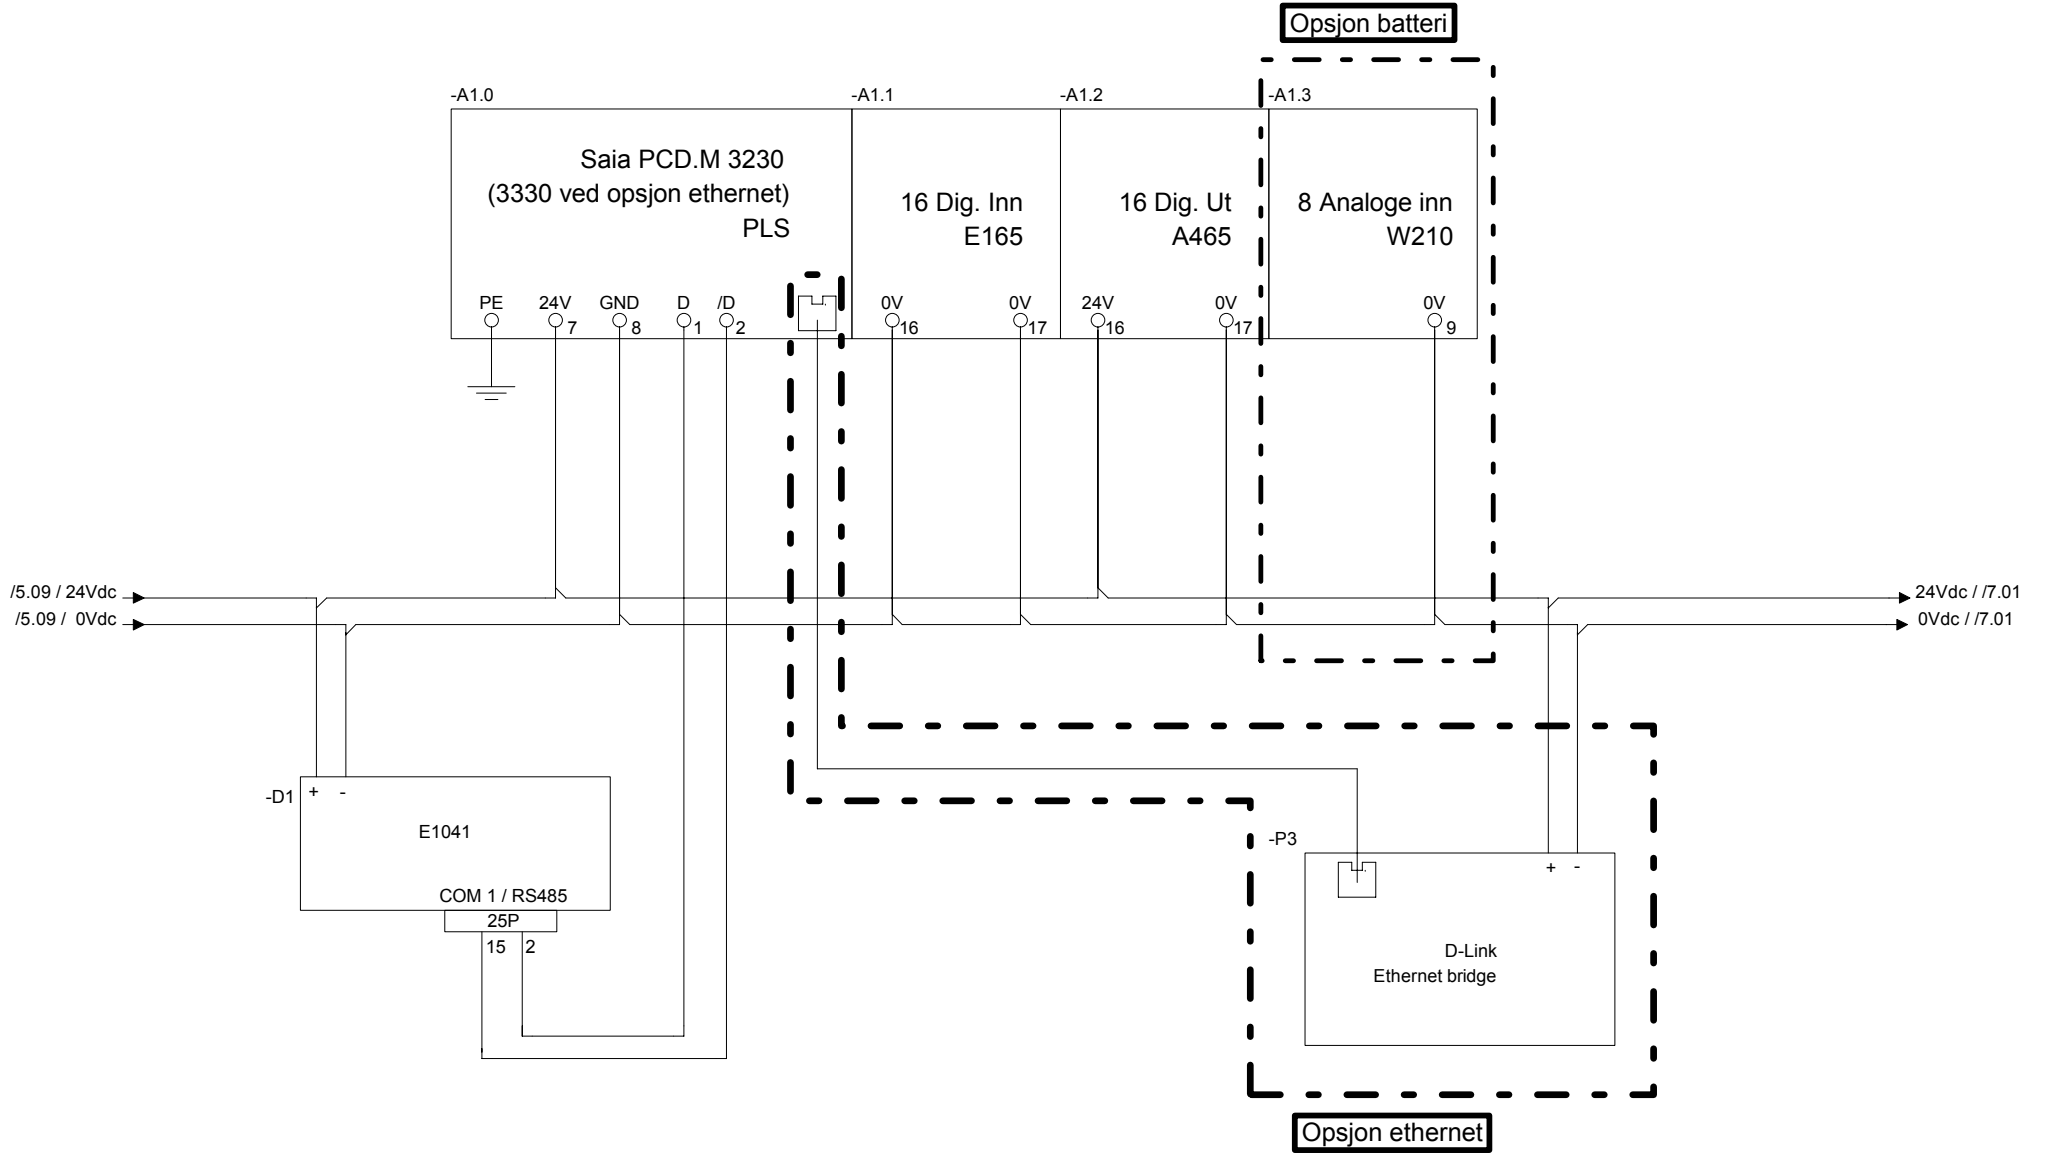 Opsjon batteri
-A1.0
-A1.1
-A1.2
-A1.3
Saia PCD.M 3230
(3330 ved opsjon ethernet)
PLS
16 Dig. Inn
E165
16 Dig. Ut
A465
8 Analoge inn
W210
PE
24V
GND
D
/D
0V
0V
24V
0V
0V
7
8
1
2
16
17
16
17
9
/5.09 / 24Vdc
24Vdc / /7.01
/5.09 / 0Vdc
0Vdc / /7.01
-D1
+
-
E1041
COM 1 / RS485
25P
15
2
-P3
+
-
D-Link
Ethernet bridge
Opsjon ethernet